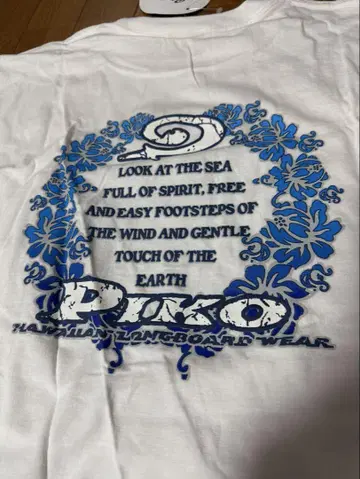 LOOK AT THE SEA
FULL OF SPIRIT, FREE
AND EASY FOOTSTEPS OF
THE WIND AND GENTLE
TOUCH OF THE
EARTH
PIKO
HAWAIIAN LONGBOARD WEAR